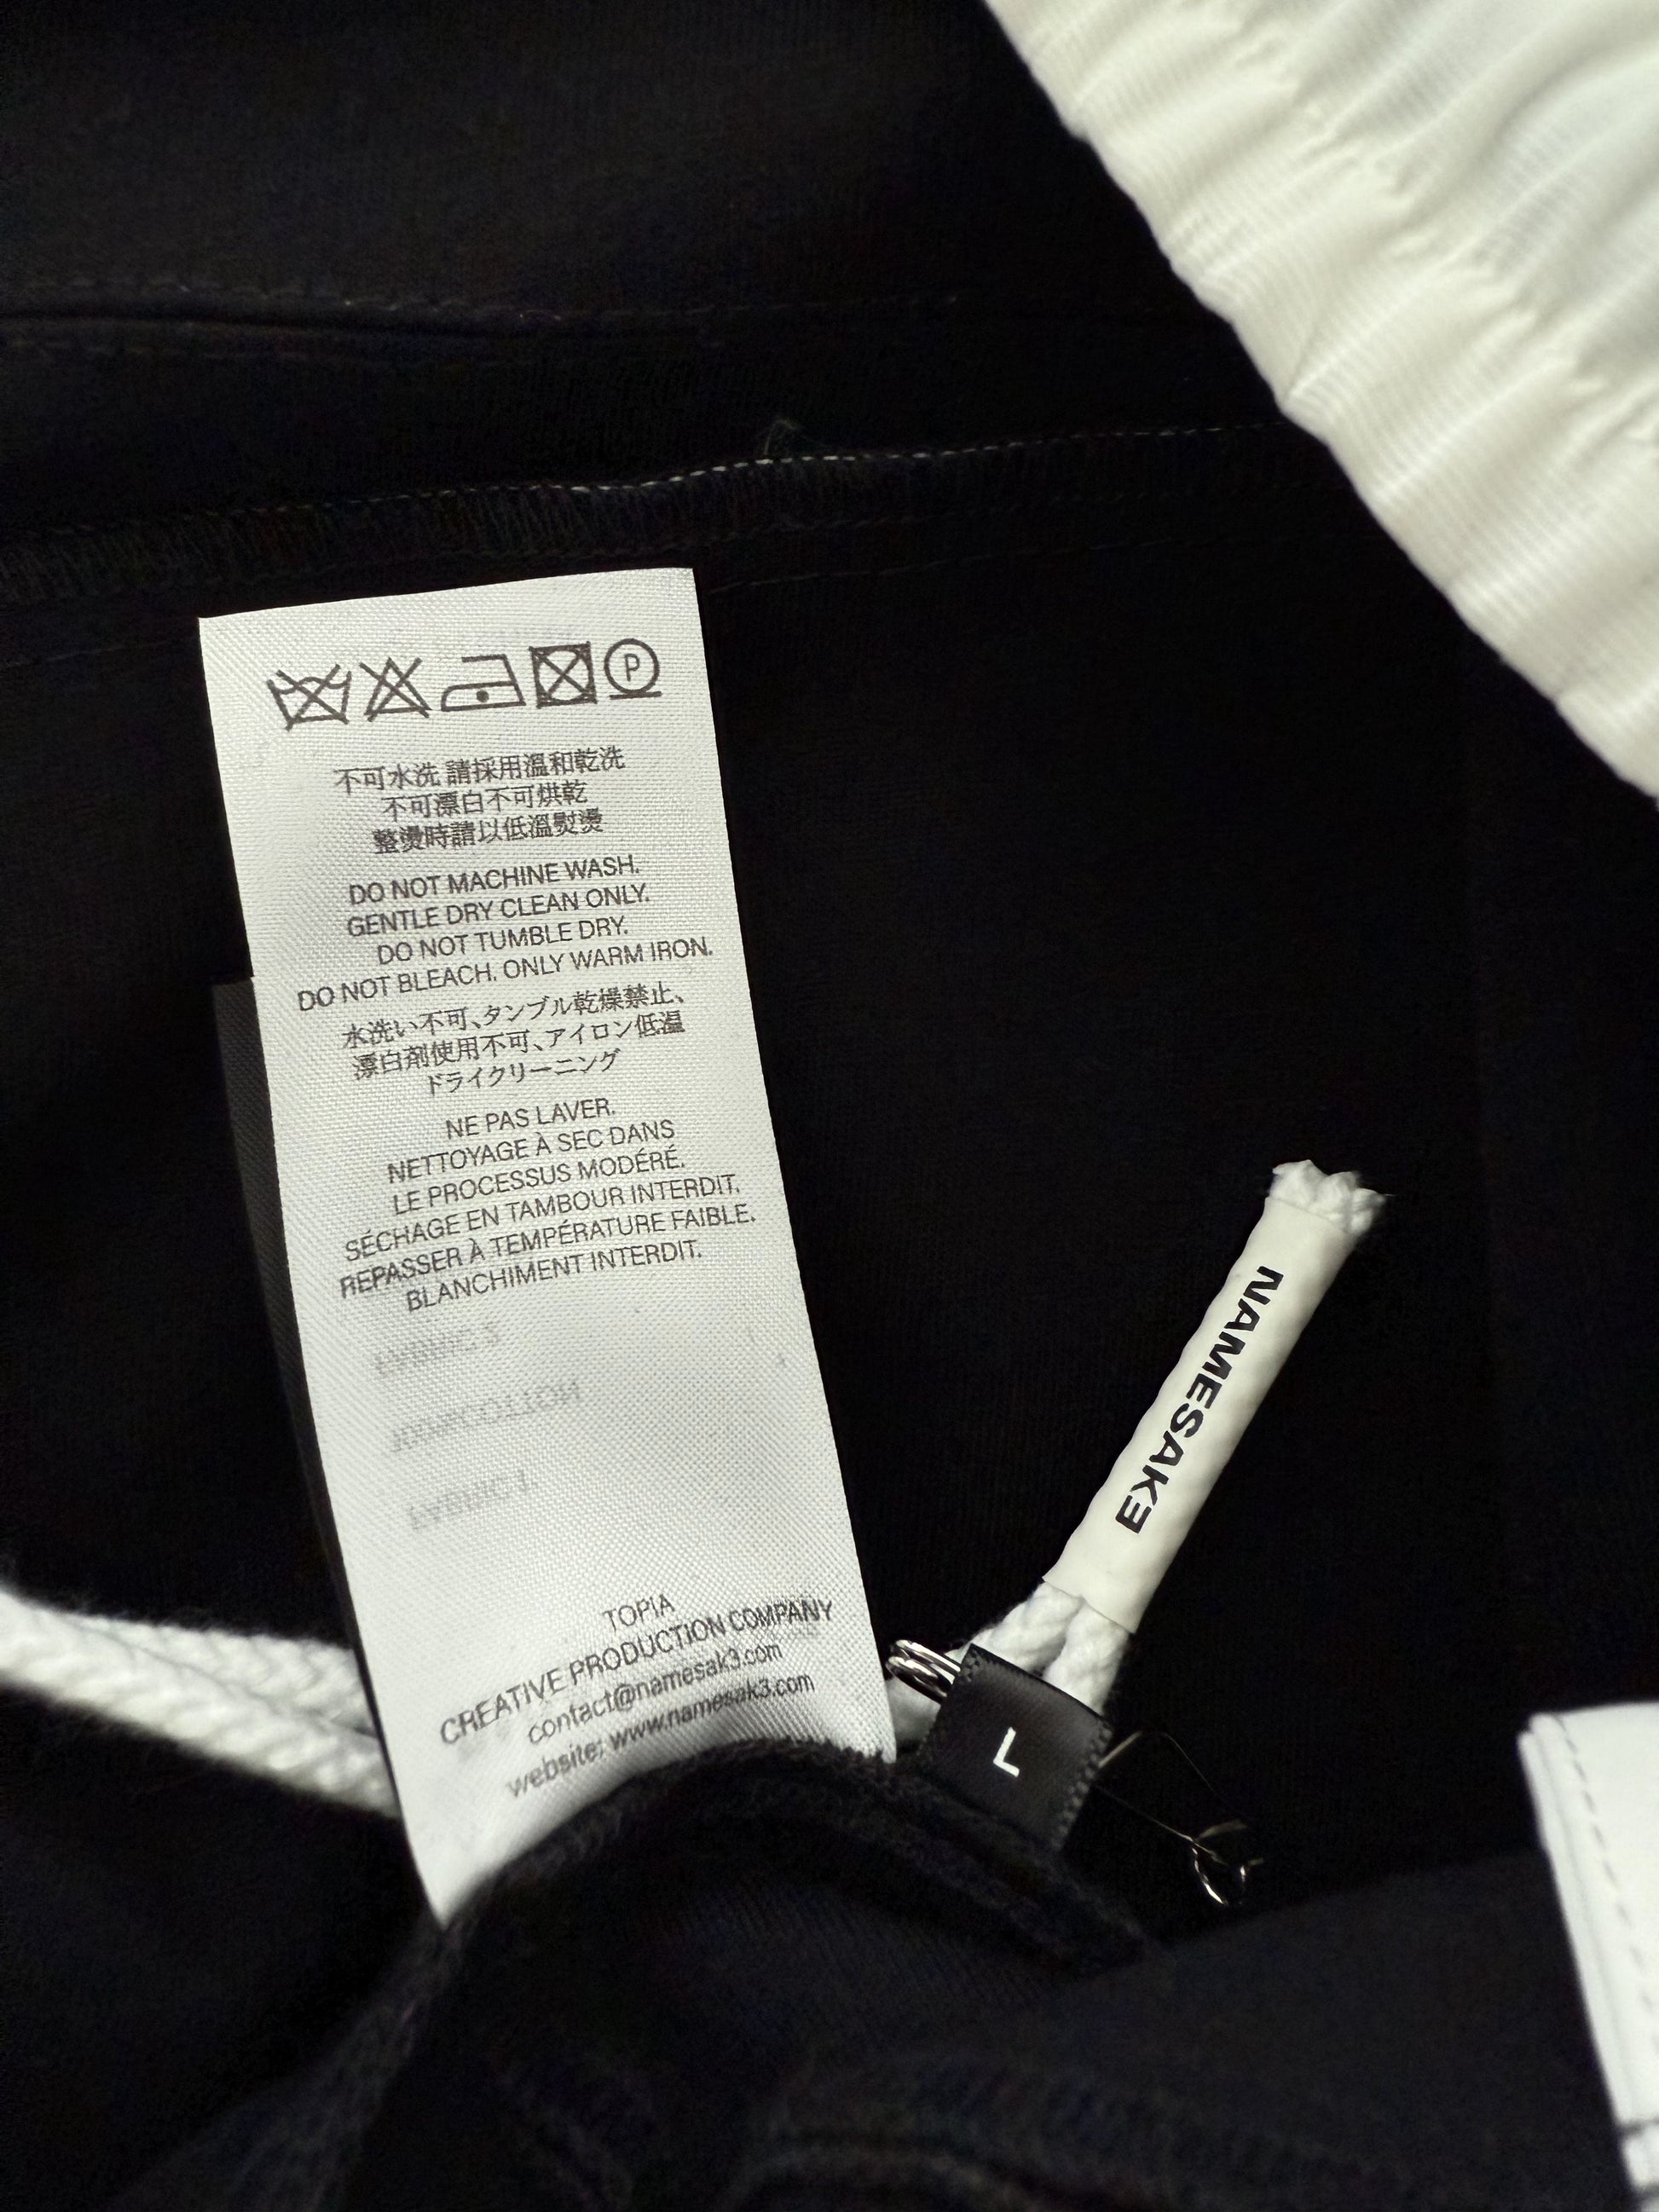 P
不可水洗 請採用溫和乾洗
不可漂白不可烘乾
整燙時請以低溫熨燙
DO NOT MACHINE WASH.
GENTLE DRY CLEAN ONLY.
DO NOT TUMBLE DRY.
DO NOT BLEACH. ONLY WARM IRON.
水洗い不可、タンブル乾燥禁止、
漂白剤使用不可、アイロン低温
ドライクリーニング
NE PAS LAVER.
NETTOYAGE À SEC DANS
LE PROCESSUS MODÉRÉ.
SÉCHAGE EN TAMBOUR INTERDIT.
REPASSER À TEMPÉRATURE FAIBLE.
BLANCHIMENT INTERDIT.
TOPIA
CREATIVE PRODUCTION COMPANY
contact@namesak3.com
website: www.namesak3.com
NAMESAK3
L